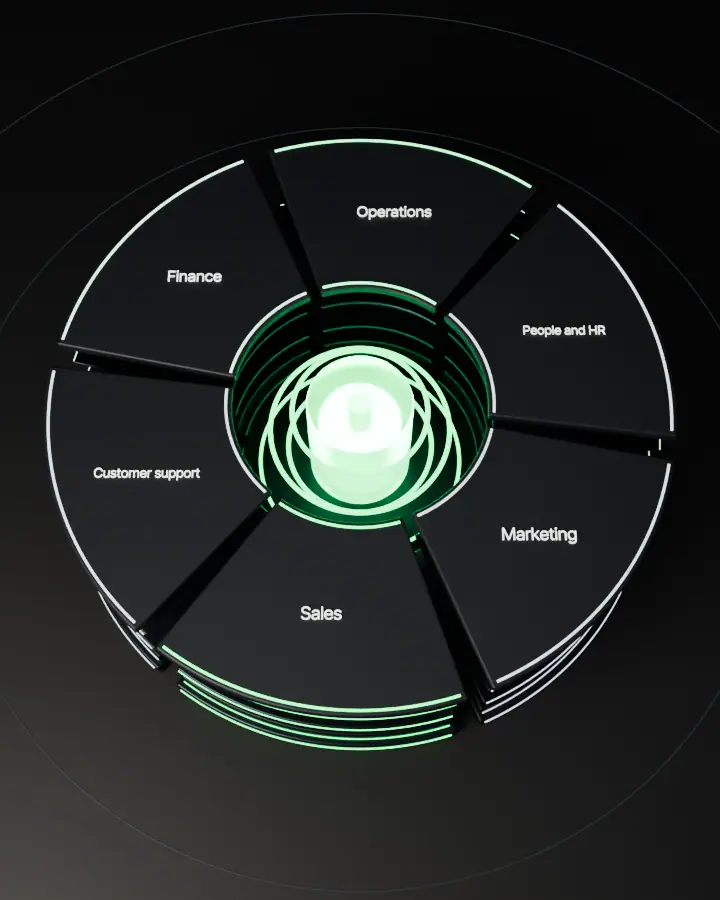 Operations
Finance
People and HR
Customer support
Marketing
Sales